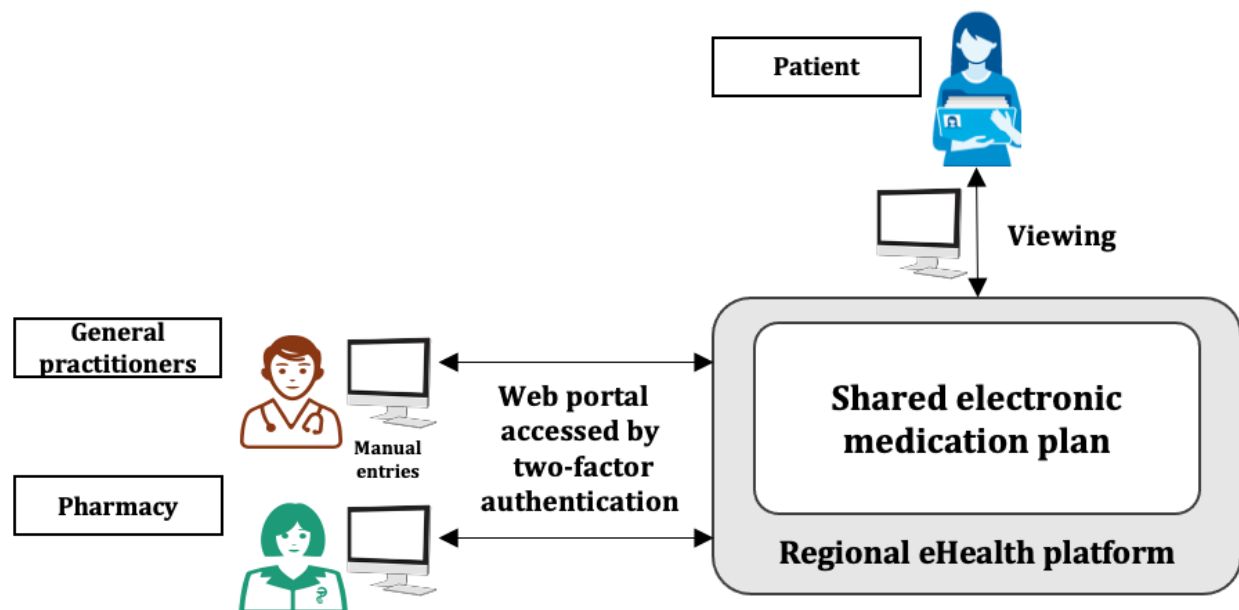 Patient
Viewing
General
practitioners
Manual
entries
Pharmacy
Web portal
accessed by
two-factor
authentication
Shared electronic
medication plan
Regional eHealth platform